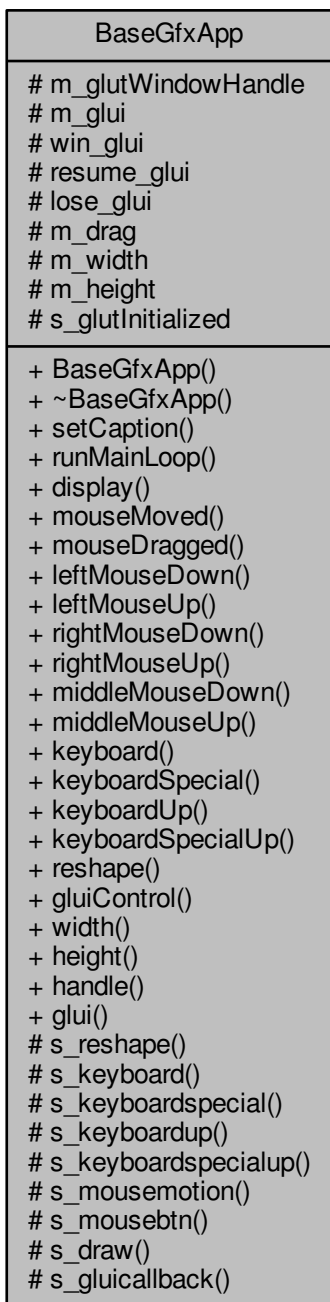 BaseGfxApp
# m_glutWindowHandle
# m_glui
# win_glui
# resume_glui
# lose_glui
# m_drag
# m_width
# m_height
# s_glutInitialized
+ BaseGfxApp()
+ ~BaseGfxApp()
+ setCaption()
+ runMainLoop()
+ display()
+ mouseMoved()
+ mouseDragged()
+ leftMouseDown()
+ leftMouseUp()
+ rightMouseDown()
+ rightMouseUp()
+ middleMouseDown()
+ middleMouseUp()
+ keyboard()
+ keyboardSpecial()
+ keyboardUp()
+ keyboardSpecialUp()
+ reshape()
+ gluiControl()
+ width()
+ height()
+ handle()
+ glui()
# s_reshape()
# s_keyboard()
# s_keyboardspecial()
# s_keyboardup()
# s_keyboardspecialup()
# s_mousemotion()
# s_mousebtn()
# s_draw()
# s_gluicallback()